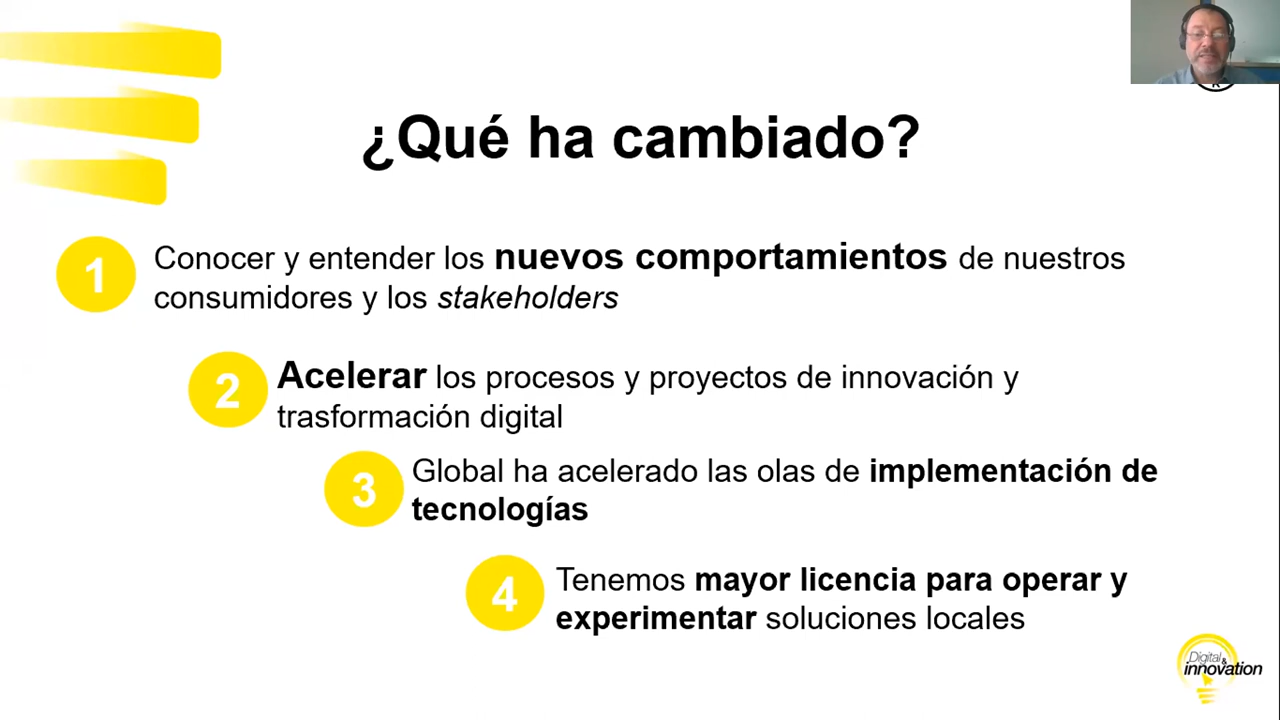 ¿Qué ha cambiado?
1
Conocer y entender los nuevos comportamientos de nuestros
consumidores y los stakeholders
2
Acelerar los procesos y proyectos de innovación y
trasformación digital
3
Global ha acelerado las olas de implementación de
tecnologías
4
Tenemos mayor licencia para operar y
experimentar soluciones locales
Digital &
innovation